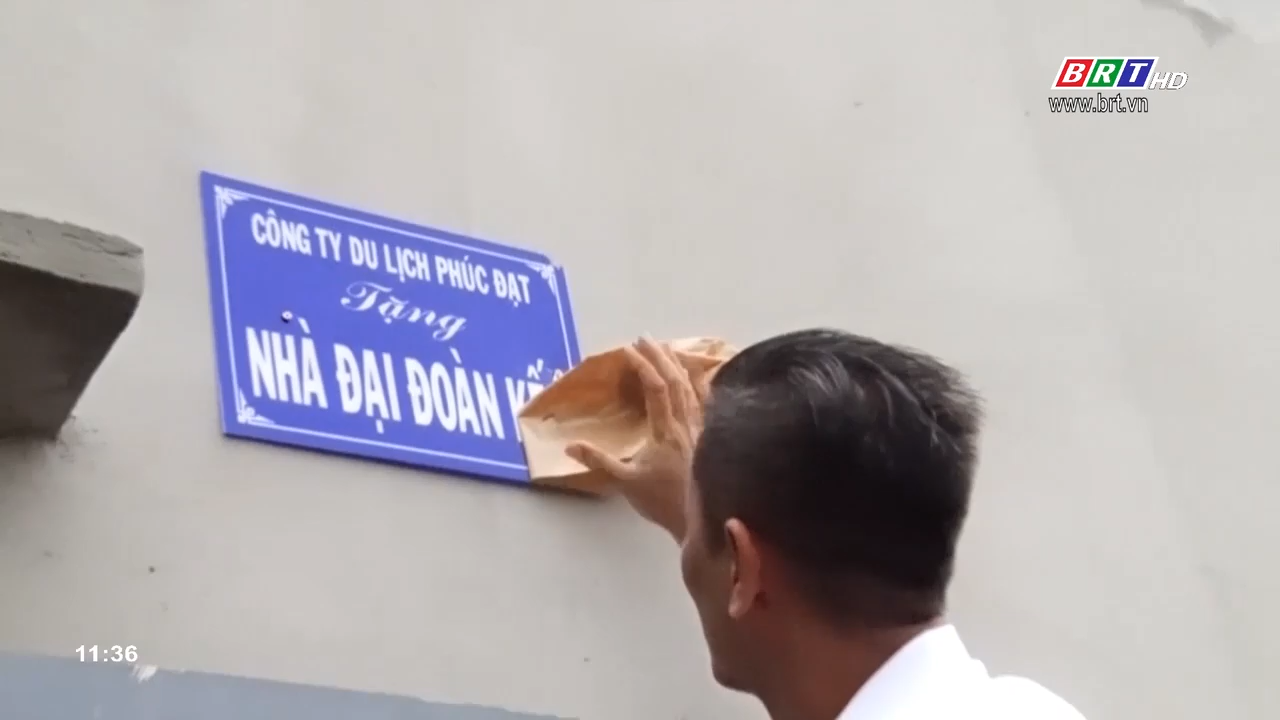 BRT HD
www.brt.vn
CÔNG TY DU LỊCH PHÚC ĐẠT
Tặng
NHÀ ĐẠI ĐOÀN
11:36